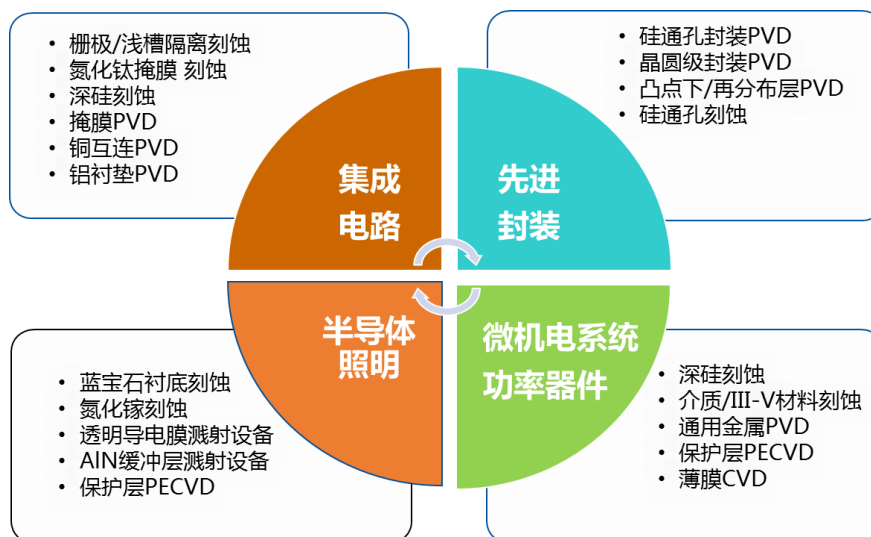 • 栅极/浅槽隔离刻蚀
• 氮化钛掩膜 刻蚀
• 深硅刻蚀
• 掩膜PVD
• 铜互连PVD
• 铝衬垫PVD
• 硅通孔封装PVD
• 晶圆级封装PVD
• 凸点下/再分布层PVD
• 硅通孔刻蚀
集成
电路
先进
封装
半导体
照明
微机电系统
功率器件
• 蓝宝石衬底刻蚀
• 氮化镓刻蚀
• 透明导电膜溅射设备
• AlN缓冲层溅射设备
• 保护层PECVD
• 深硅刻蚀
• 介质/III-V材料刻蚀
• 通用金属PVD
• 保护层PECVD
• 薄膜CVD